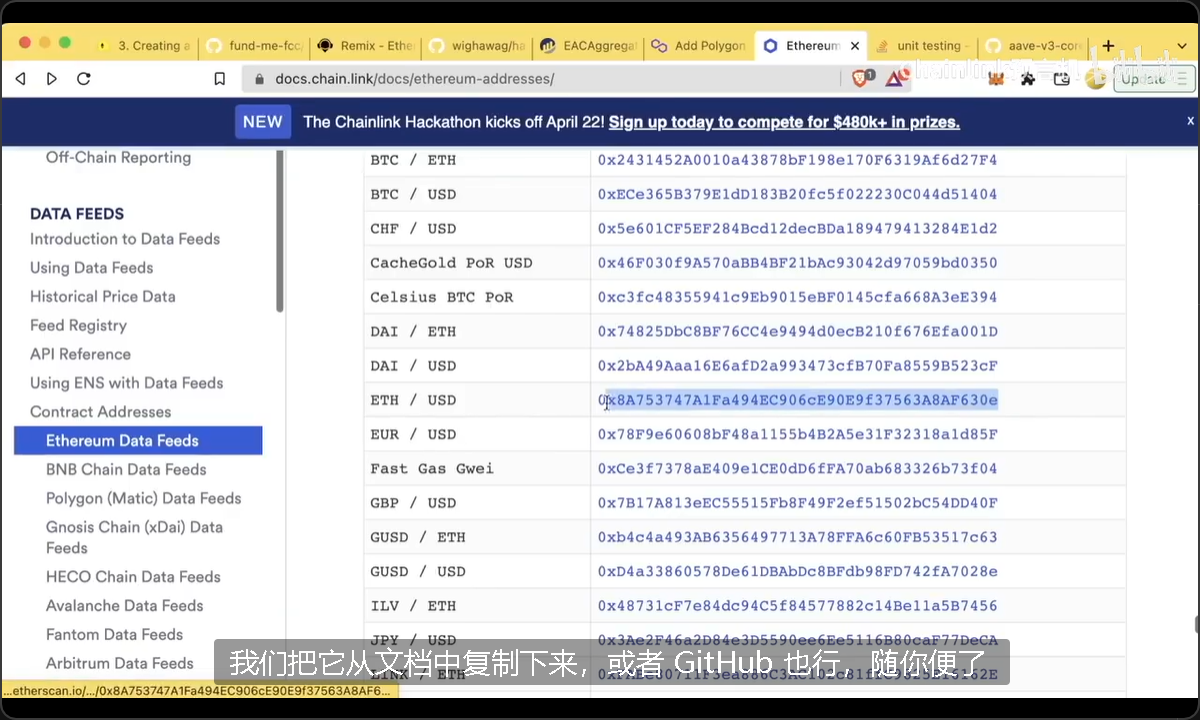 3. Creating a
fund-me-fcc
Remix - Ethe
wighawag/ha
EACAggrega
Add Polygon
Ethereum
unit testing -
aave-v3-core
docs.chain.link/docs/ethereum-addresses/
Update
NEW
The Chainlink Hackathon kicks off April 22! Sign up today to compete for $480k+ in prizes.
x
Off-Chain Reporting
DATA FEEDS
Introduction to Data Feeds
Using Data Feeds
Historical Price Data
Feed Registry
API Reference
Using ENS with Data Feeds
Contract Addresses
Ethereum Data Feeds
BNB Chain Data Feeds
Polygon (Matic) Data Feeds
Gnosis Chain (xDai) Data
Feeds
HECO Chain Data Feeds
Avalanche Data Feeds
Fantom Data Feeds
Arbitrum Data Feeds
BTC / ETH 0x2431452A0010a43878bF198e170F6319Af6d27F4
BTC / USD 0xECe365B379E1dD183B20fc5f022230C044d51404
CHF / USD 0x5e601CF5EF284Bcd12decBDa189479413284E1d2
CacheGold PoR USD 0x46F030f9A570aBB4BF21bAc93042d97059bd0350
Celsius BTC PoR 0xc3fc48355941c9Eb9015eBF0145cfa668A3eE394
DAI / ETH 0x74825DbC8BF76CC4e9494d0ecB210f676Efa001D
DAI / USD 0x2bA49Aaa16E6afD2a993473cfB70Fa8559B523cF
ETH / USD 0x8A753747A1Fa494EC906cE90E9f37563A8AF630e
EUR / USD 0x78F9e60608bF48a1155b4B2A5e31F32318a1d85F
Fast Gas Gwei 0xCe3f7378aE409e1CE0dD6fFA70ab683326b73f04
GBP / USD 0x7B17A813eEC55515Fb8F49F2ef51502bC54DD40F
GUSD / ETH 0xb4c4a493AB6356497713A78FFA6c60FB53517c63
GUSD / USD 0xD4a33860578De61DBAbDc8BFdb98FD742fA7028e
ILV / ETH 0x48731cF7e84dc94C5f84577882c14Be11a5B7456
JPY / USD 0x3Ae2F46a2D84e3D5590ee6Ee5116B80caF77DeCA
LINK / ETH
我们把它从文档中复制下来，或者 GitHub 也行，随你便了
...etherscan.io/.../0x8A753747A1Fa494EC906cE90E9f37563A8AF6...